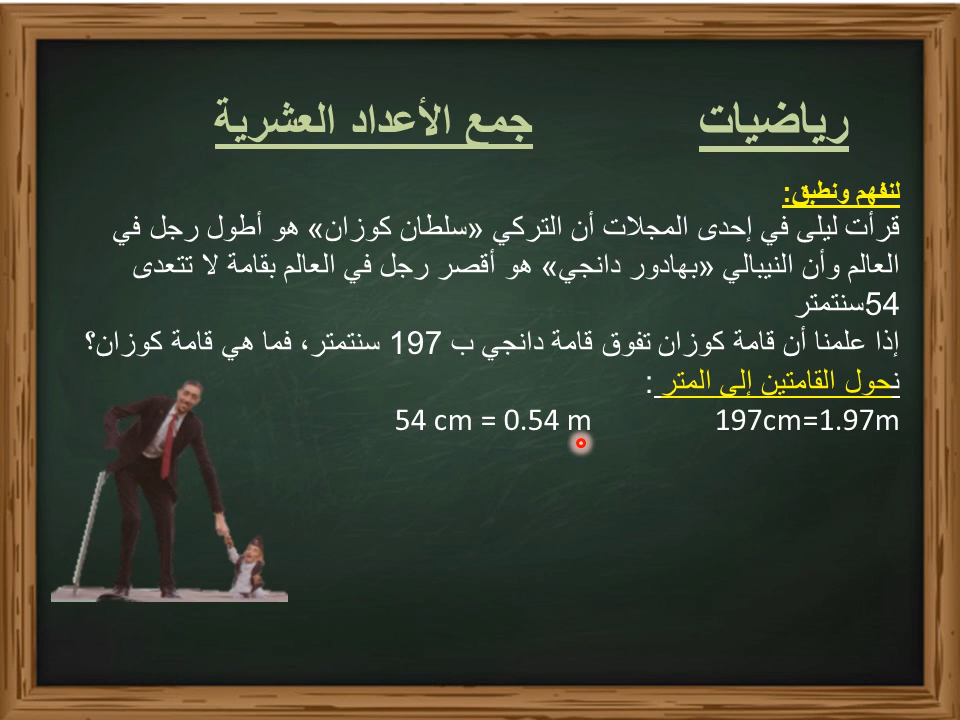 رياضيات جمع الأعداد العشرية
لنفهم ونطبق:
قرأت ليلى في إحدى المجلات أن التركي «سلطان كوزان» هو أطول رجل في
العالم وأن النيبالي «بهادور دانجي» هو أقصر رجل في العالم بقامة لا تتعدى
54سنتمتر
إذا علمنا أن قامة كوزان تفوق قامة دانجي ب 197 سنتمتر، فما هي قامة كوزان؟
نحول القامتين إلى المتر :
197cm=1.97m 54 cm = 0.54 m